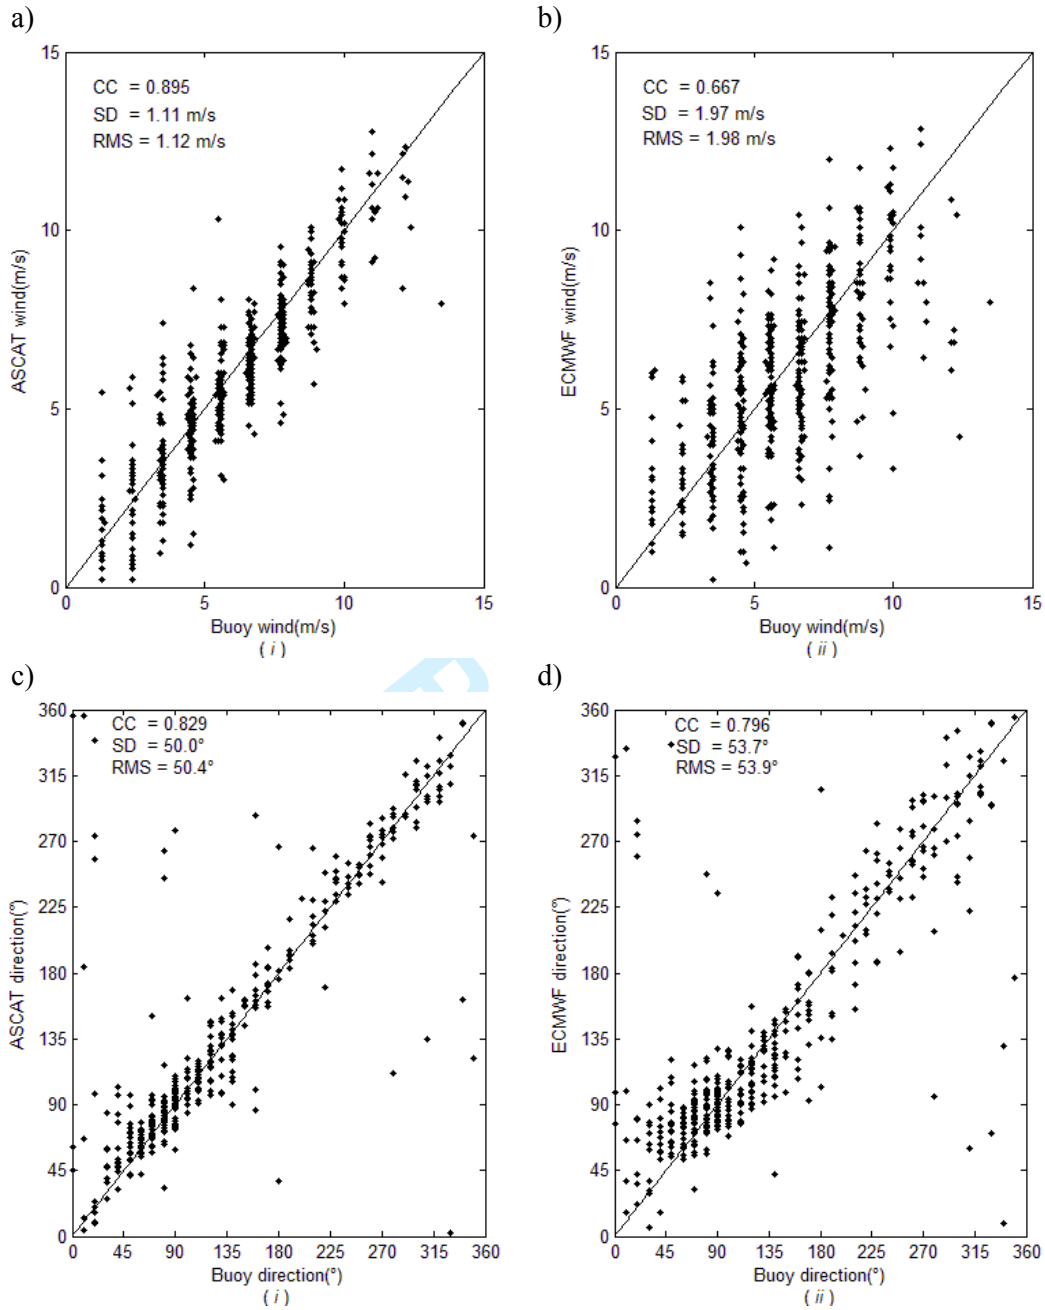 a)
15
CC = 0.895
SD = 1.11 m/s
RMS = 1.12 m/s
10
ASCAT wind(m/s)
5
0
0 5 10 15
Buoy wind(m/s)
( i )
b)
15
CC = 0.667
SD = 1.97 m/s
RMS = 1.98 m/s
10
ECMWF wind(m/s)
5
0
0 5 10 15
Buoy wind(m/s)
( ii )
c)
360
CC = 0.829
SD = 50.0°
RMS = 50.4°
315
270
225
ASCAT direction(°)
180
135
90
45
0
0 45 90 135 180 225 270 315 360
Buoy direction(°)
( i )
d)
360
CC = 0.796
SD = 53.7°
RMS = 53.9°
315
270
225
ECMWF direction(°)
180
135
90
45
0
0 45 90 135 180 225 270 315 360
Buoy direction(°)
( ii )